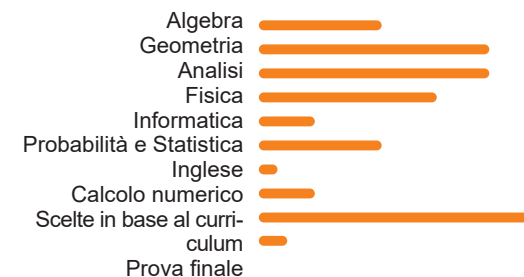 Algebra
Geometria
Analisi
Fisica
Informatica
Probabilità e Statistica
Inglese
Calcolo numerico
Scelte in base al curri-
culum
Prova finale